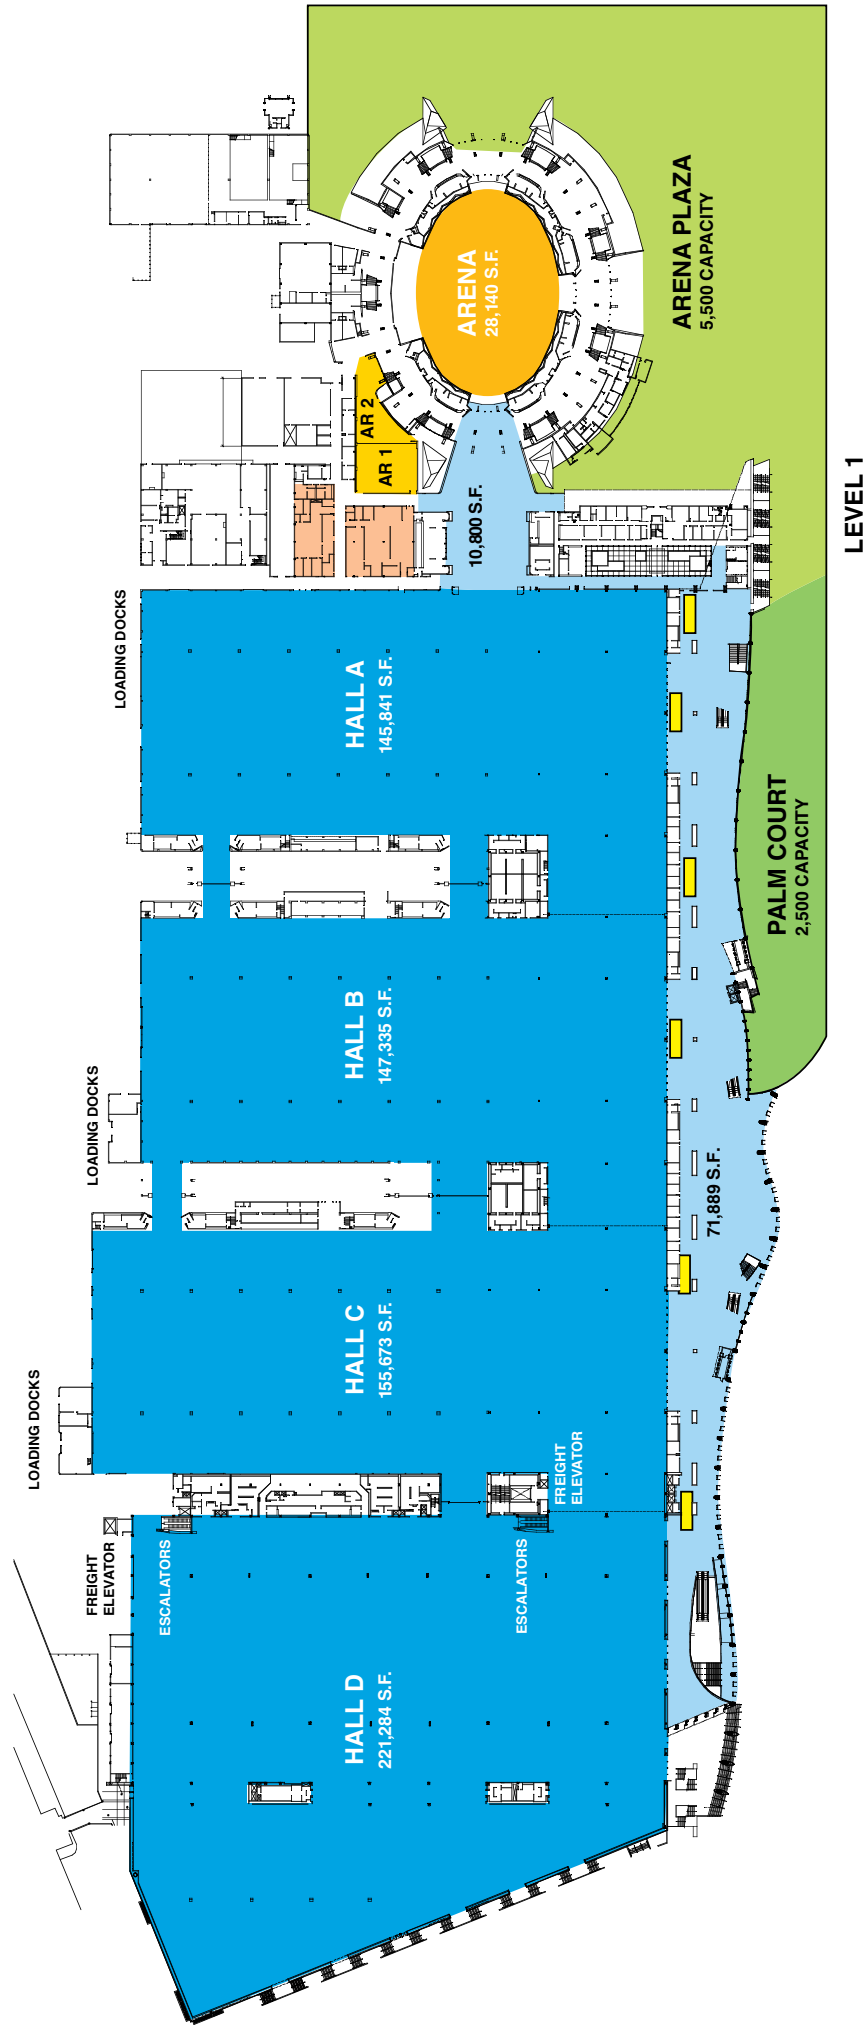 ARENA
28,140 S.F.
ARENA PLAZA
5,500 CAPACITY
AR 2
AR 1
10,800 S.F.
LEVEL 1
LOADING DOCKS
HALL A
145,841 S.F.
PALM COURT
2,500 CAPACITY
LOADING DOCKS
HALL B
147,335 S.F.
71,889 S.F.
LOADING DOCKS
HALL C
155,673 S.F.
FREIGHT
ELEVATOR
FREIGHT
ELEVATOR
ESCALATORS
ESCALATORS
HALL D
221,284 S.F.